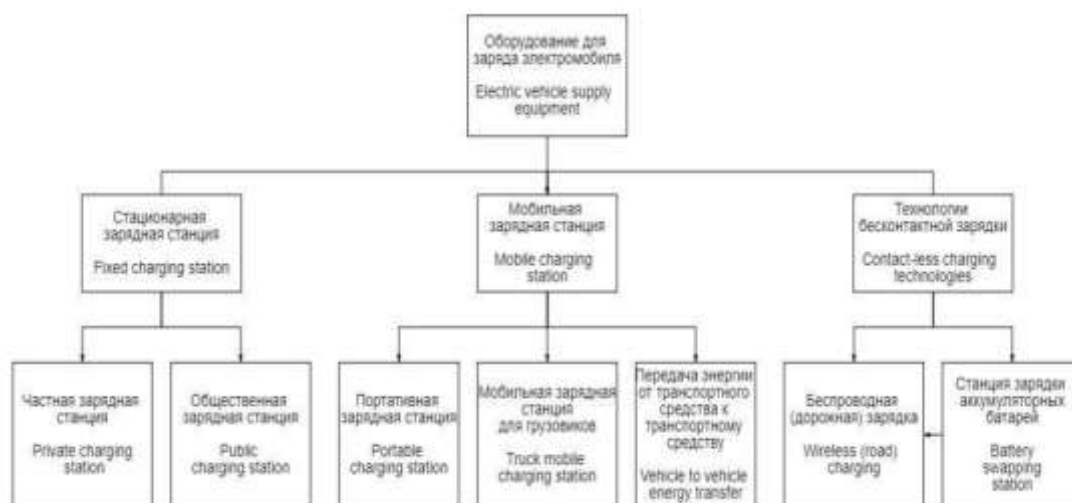 Оборудование для
заряда электромобиля
Electric vehicle supply
equipment
Стационарная
зарядная станция
Fixed charging station
Мобильная
зарядная станция
Mobile charging
station
Технологии
бесконтактной зарядки
Contact-less charging
technologies
Частная зарядная
станция
Private charging
station
Общественная
зарядная станция
Public
charging station
Портативная
зарядная станция
Portable
charging station
Мобильная зарядная
станция
для грузовиков
Truck mobile
charging station
Передача энергии
от транспортного
средства к
транспортному
средству
Vehicle to vehicle
energy transfer
Беспроводная
(дорожная) зарядка
Wireless (road)
charging
Станция зарядки
аккумуляторных
батарей
Battery
swapping
station